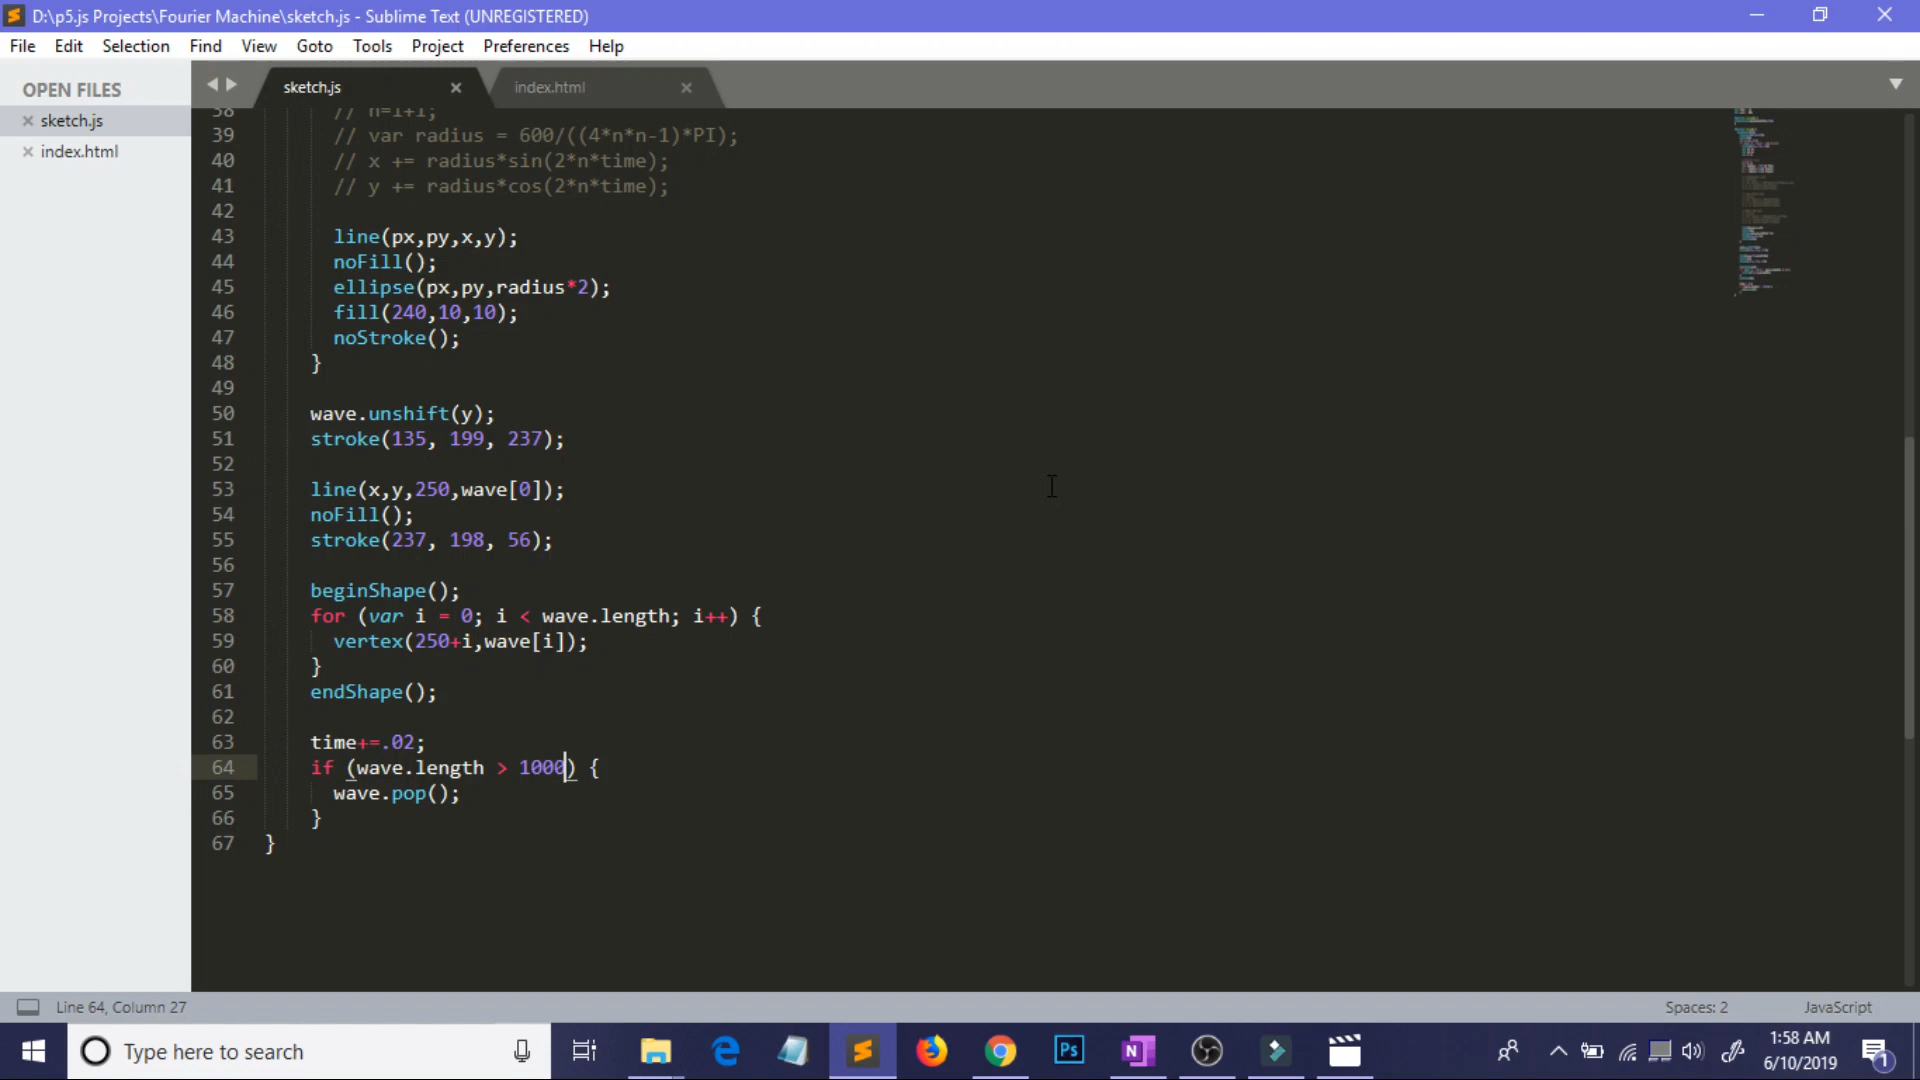 D:\p5.js Projects\Fourier Machine\sketch.js - Sublime Text (UNREGISTERED)
File Edit Selection Find View Goto Tools Project Preferences Help
OPEN FILES
sketch.js
index.html
sketch.js index.html
38 // n=i+1;
39 // var radius = 600/((4*n*n-1)*PI);
40 // x += radius*sin(2*n*time);
41 // y += radius*cos(2*n*time);
42
43 line(px,py,x,y);
44 noFill();
45 ellipse(px,py,radius*2);
46 fill(240,10,10);
47 noStroke();
48 }
49
50 wave.unshift(y);
51 stroke(135, 199, 237);
52
53 line(x,y,250,wave[0]);
54 noFill();
55 stroke(237, 198, 56);
56
57 beginShape();
58 for (var i = 0; i < wave.length; i++) {
59 vertex(250+i,wave[i]);
60 }
61 endShape();
62
63 time+=.02;
64 if (wave.length > 1000) {
65 wave.pop();
66 }
67 }
Line 64, Column 27 Spaces: 2 JavaScript
Type here to search
Ps
N
1:58 AM
6/10/2019
1